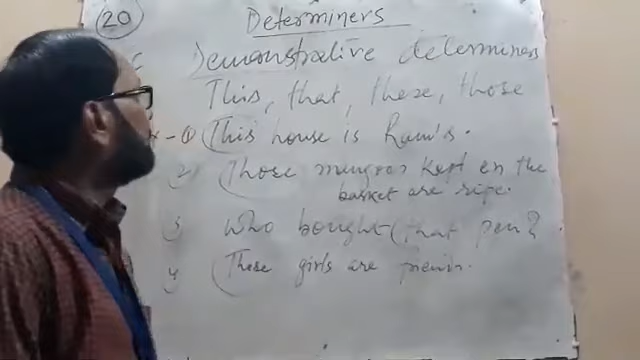 20
Determiners
Demonstrative determiners
This, that, these, those
① This house is Ram's.
2) Those mangoes kept in the
basket are ripe.
3 Who bought that pen?
4 These girls are